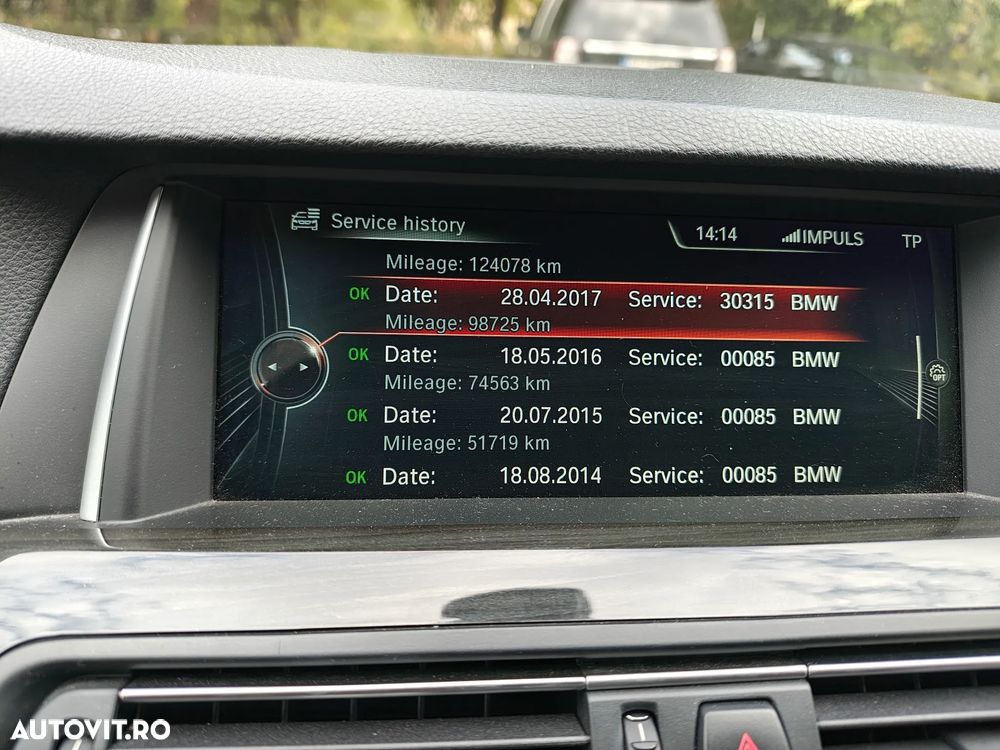 Service history 14:14 IMPULS TP
Mileage: 124078 km
OK Date: 28.04.2017 Service: 30315 BMW
Mileage: 98725 km
OK Date: 18.05.2016 Service: 00085 BMW
Mileage: 74563 km
OPT
OK Date: 20.07.2015 Service: 00085 BMW
Mileage: 51719 km
OK Date: 18.08.2014 Service: 00085 BMW
AUTOVIT.RO